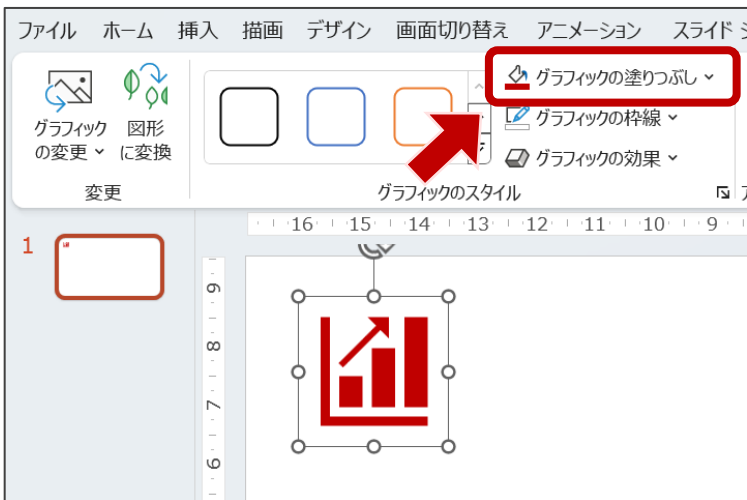 ファイル ホーム 挿入 描画 デザイン 画面切り替え アニメーション スライド
グラフィック
の変更
図形
に変換
変更
グラフィックの塗りつぶし
グラフィックの枠線
グラフィックの効果
グラフィックのスタイル
16 15 14 13 12 11 10 9
1
9
8
7
6